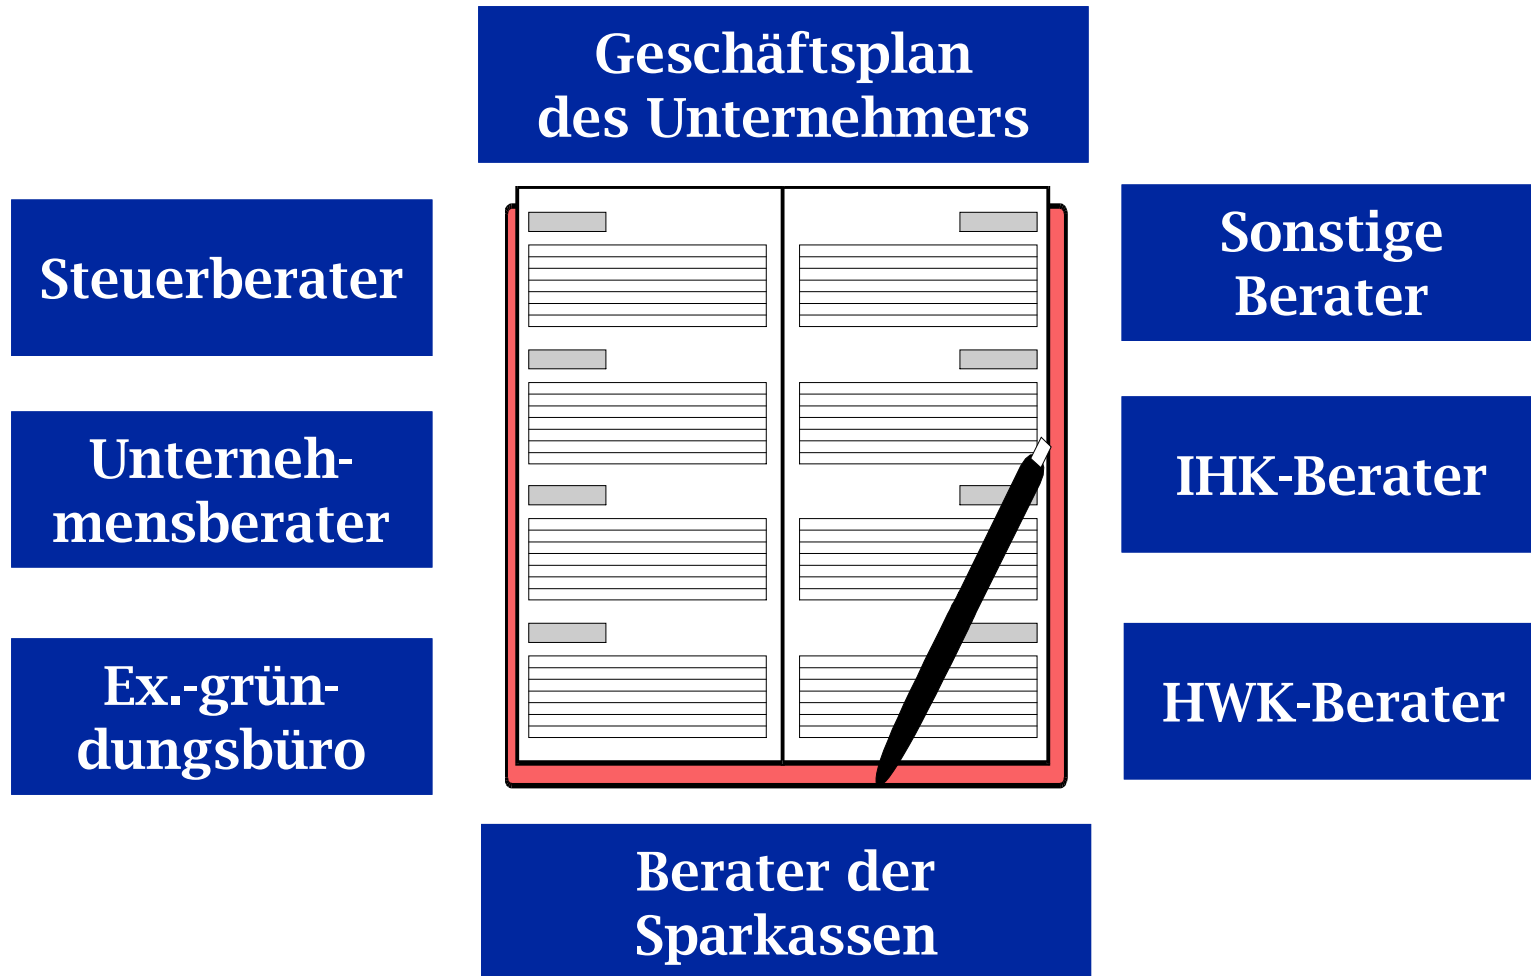 Geschäftsplan
des Unternehmers
Steuerberater
Sonstige
Berater
Unterneh-
mensberater
IHK-Berater
Ex.-grün-
dungsbüro
HWK-Berater
Berater der
Sparkassen